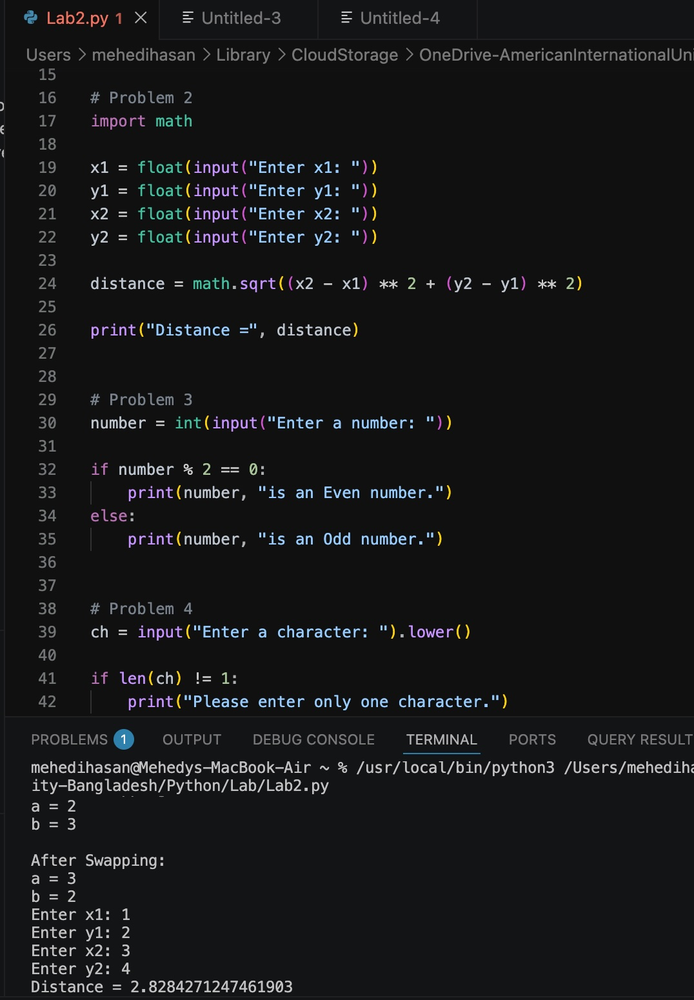 Lab2.py 1
Untitled-3
Untitled-4
Users > mehedihasan > Library > CloudStorage > OneDrive-AmericanInternationalUni
15
16 # Problem 2
17 import math
18
19 x1 = float(input("Enter x1: "))
20 y1 = float(input("Enter y1: "))
21 x2 = float(input("Enter x2: "))
22 y2 = float(input("Enter y2: "))
23
24 distance = math.sqrt((x2 - x1) ** 2 + (y2 - y1) ** 2)
25
26 print("Distance =", distance)
27
28
29 # Problem 3
30 number = int(input("Enter a number: "))
31
32 if number % 2 == 0:
33     print(number, "is an Even number.")
34 else:
35     print(number, "is an Odd number.")
36
37
38 # Problem 4
39 ch = input("Enter a character: ").lower()
40
41 if len(ch) != 1:
42     print("Please enter only one character.")
PROBLEMS 1 OUTPUT DEBUG CONSOLE TERMINAL PORTS QUERY RESULT
mehedihasan@Mehedys-MacBook-Air ~ % /usr/local/bin/python3 /Users/mehediha
ity-Bangladesh/Python/Lab/Lab2.py
a = 2
b = 3
After Swapping:
a = 3
b = 2
Enter x1: 1
Enter y1: 2
Enter x2: 3
Enter y2: 4
Distance = 2.8284271247461903